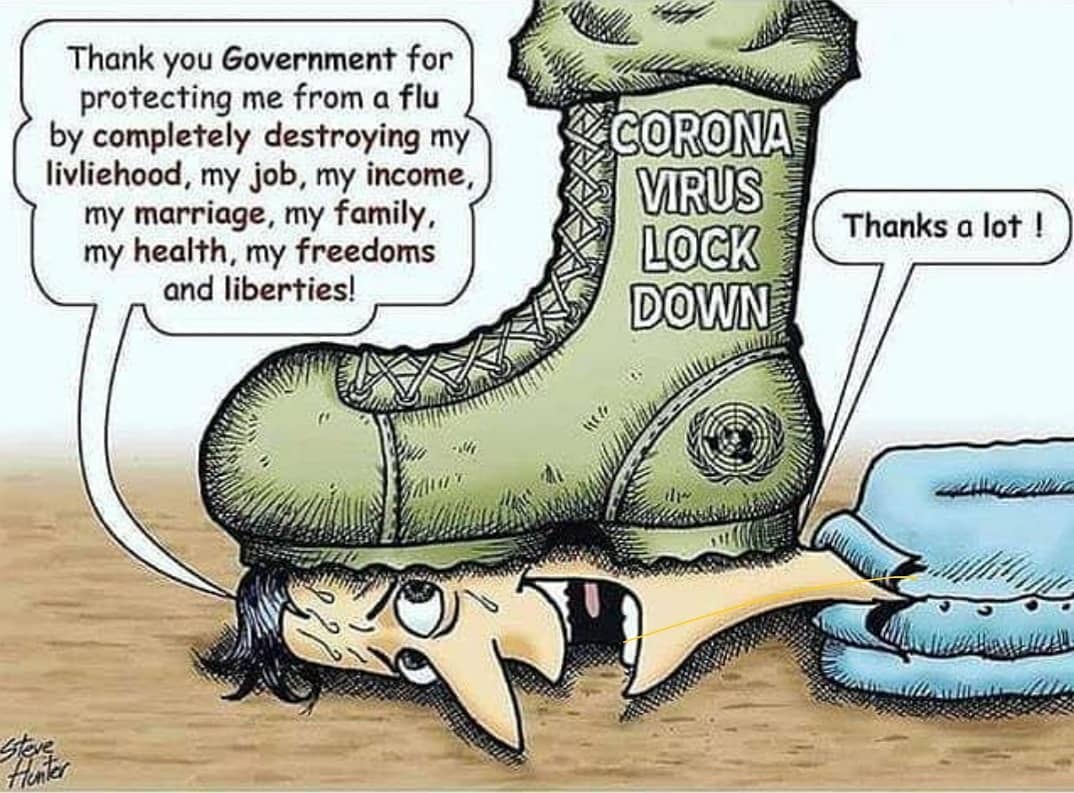 Thank you Government for
protecting me from a flu
by completely destroying my
livliehood, my job, my income,
my marriage, my family,
my health, my freedoms
and liberties!
CORONA
VIRUS
LOCK
DOWN
Thanks a lot !
Steve
Hunter